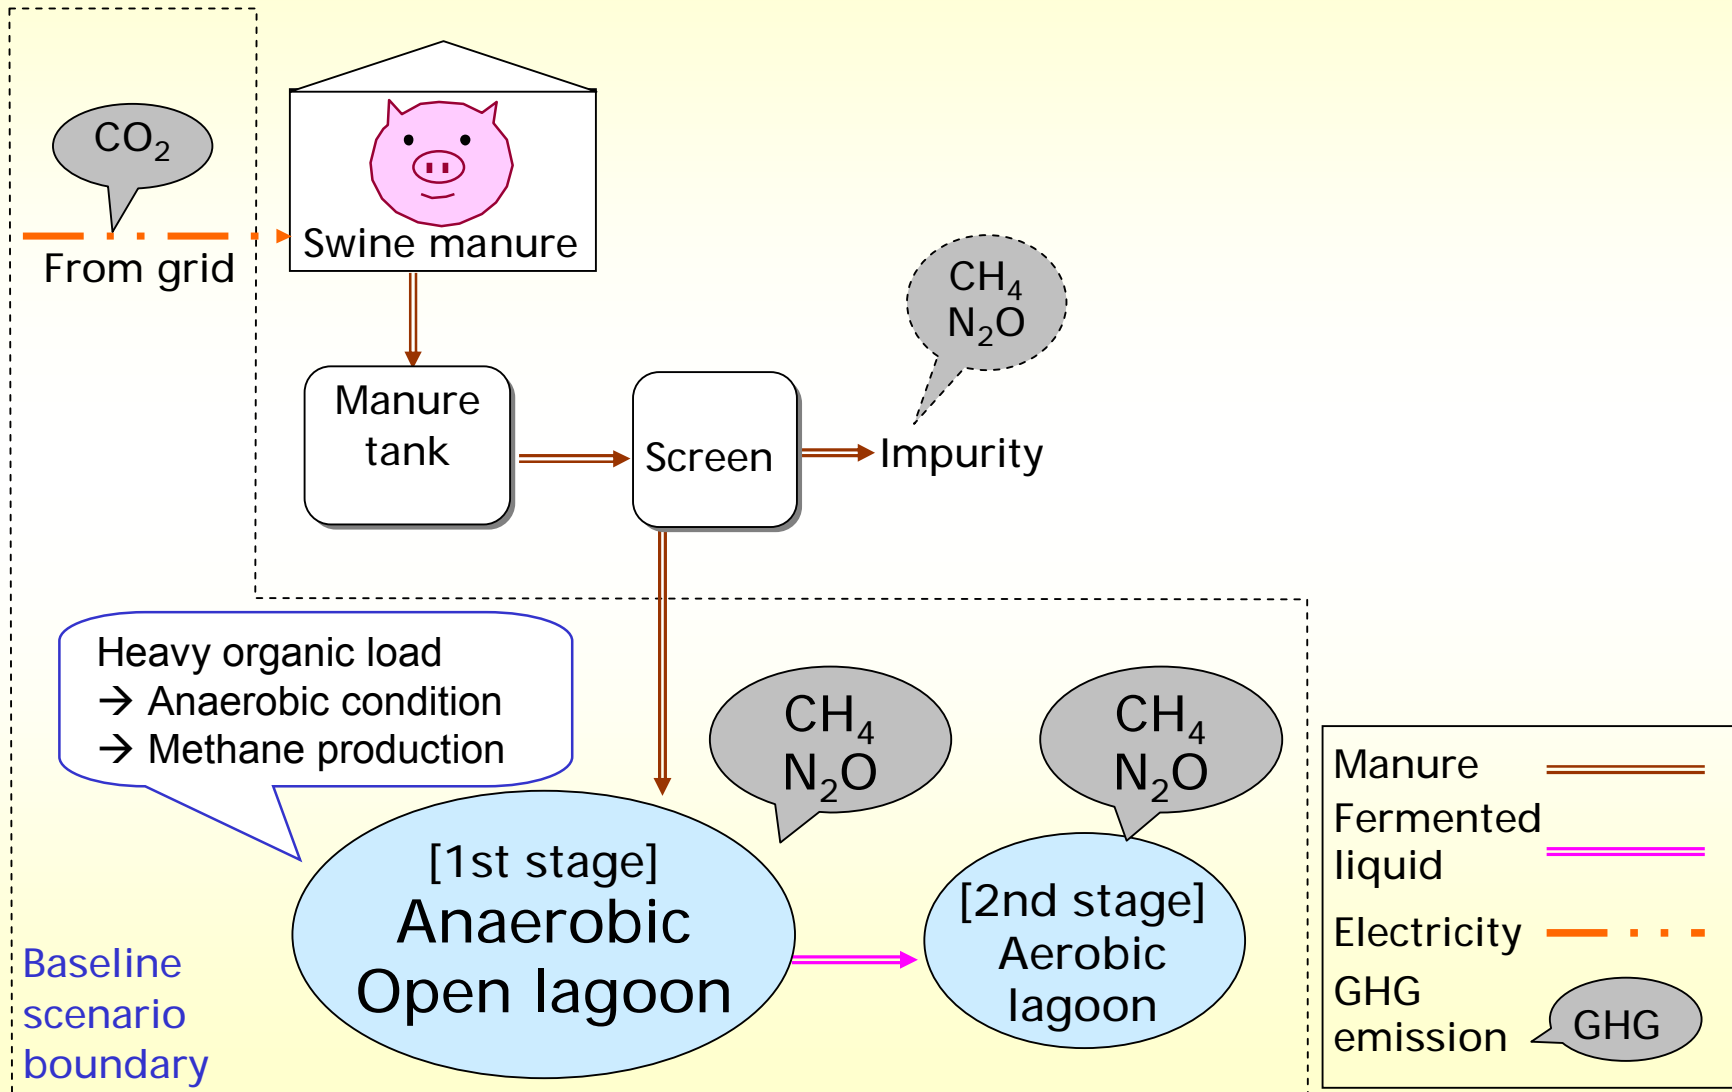 CO₂
From grid
Swine manure
CH₄
N₂O
Manure
tank
Screen
Impurity
Heavy organic load
→ Anaerobic condition
→ Methane production
CH₄
N₂O
CH₄
N₂O
[1st stage]
Anaerobic
Open lagoon
[2nd stage]
Aerobic
lagoon
Baseline
scenario
boundary
Manure
Fermented
liquid
Electricity
GHG
emission
GHG